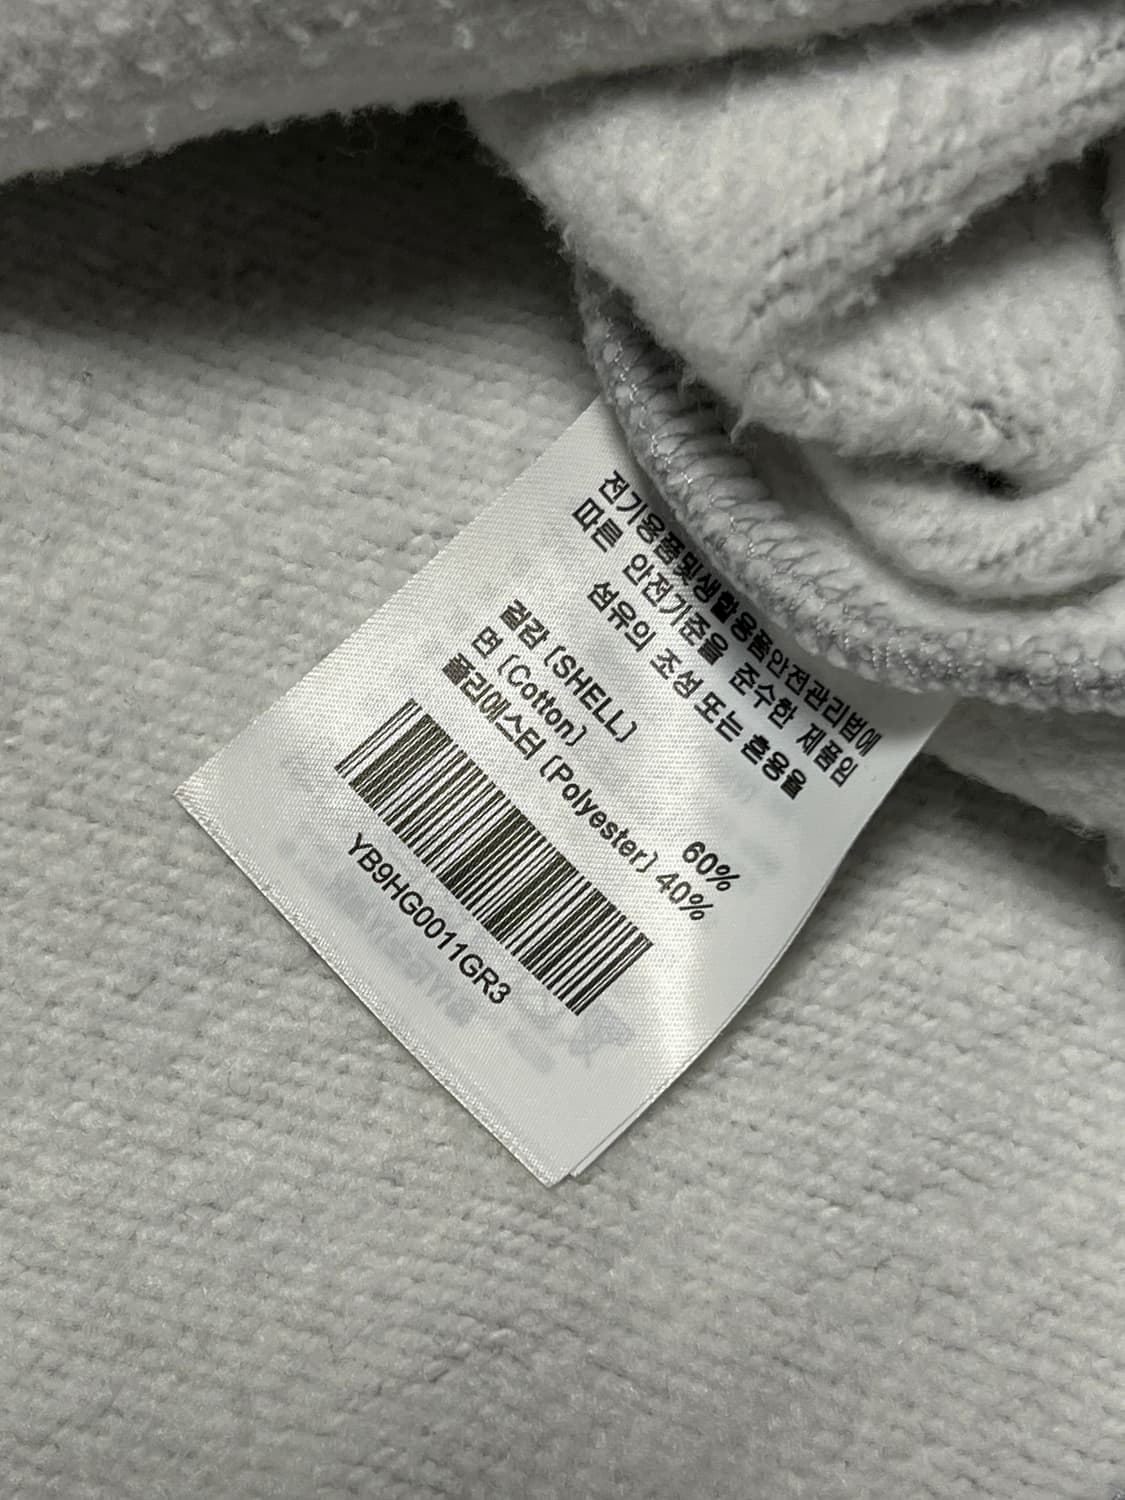 전기용품및생활용품안전관리법에
따른 안전기준을 준수한 제품인
섬유의 조성 또는 혼용율
겉감 (SHELL)
면 (Cotton) 60%
폴리에스터 (Polyester) 40%
YB9HG0011GR3